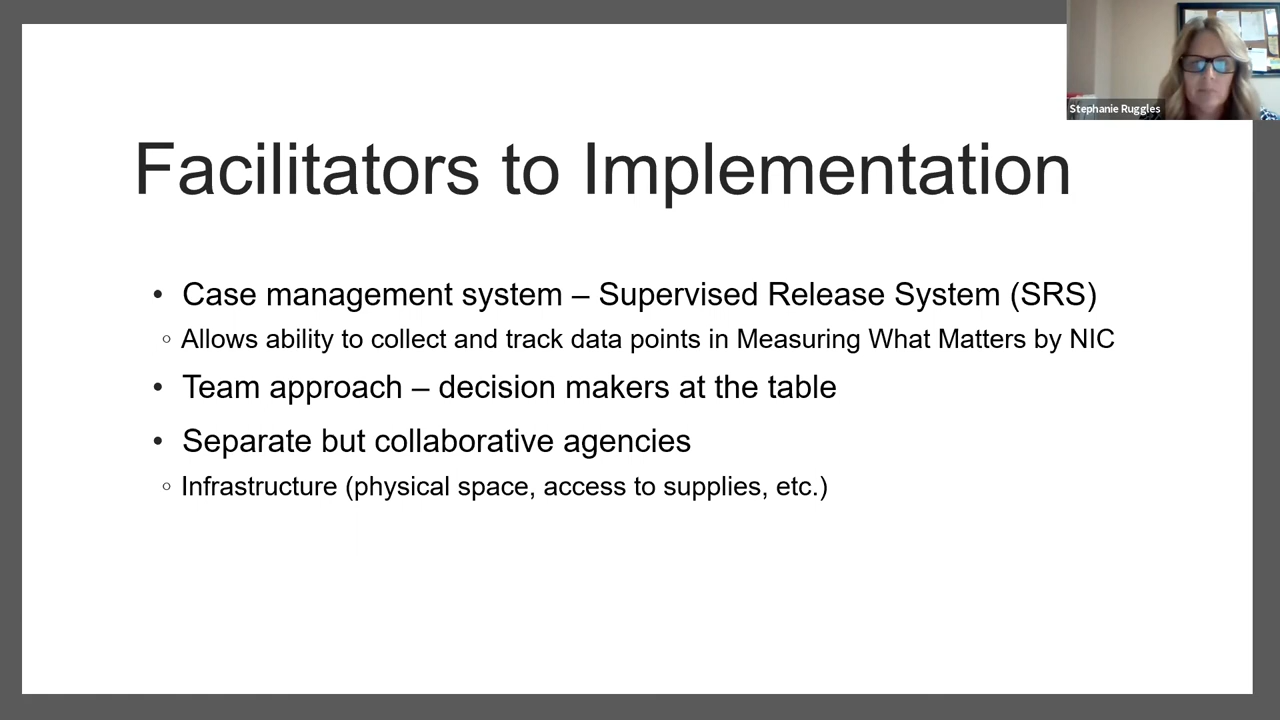 Stephanie Ruggles
Facilitators to Implementation
• Case management system – Supervised Release System (SRS)
○ Allows ability to collect and track data points in Measuring What Matters by NIC
• Team approach – decision makers at the table
• Separate but collaborative agencies
○ Infrastructure (physical space, access to supplies, etc.)